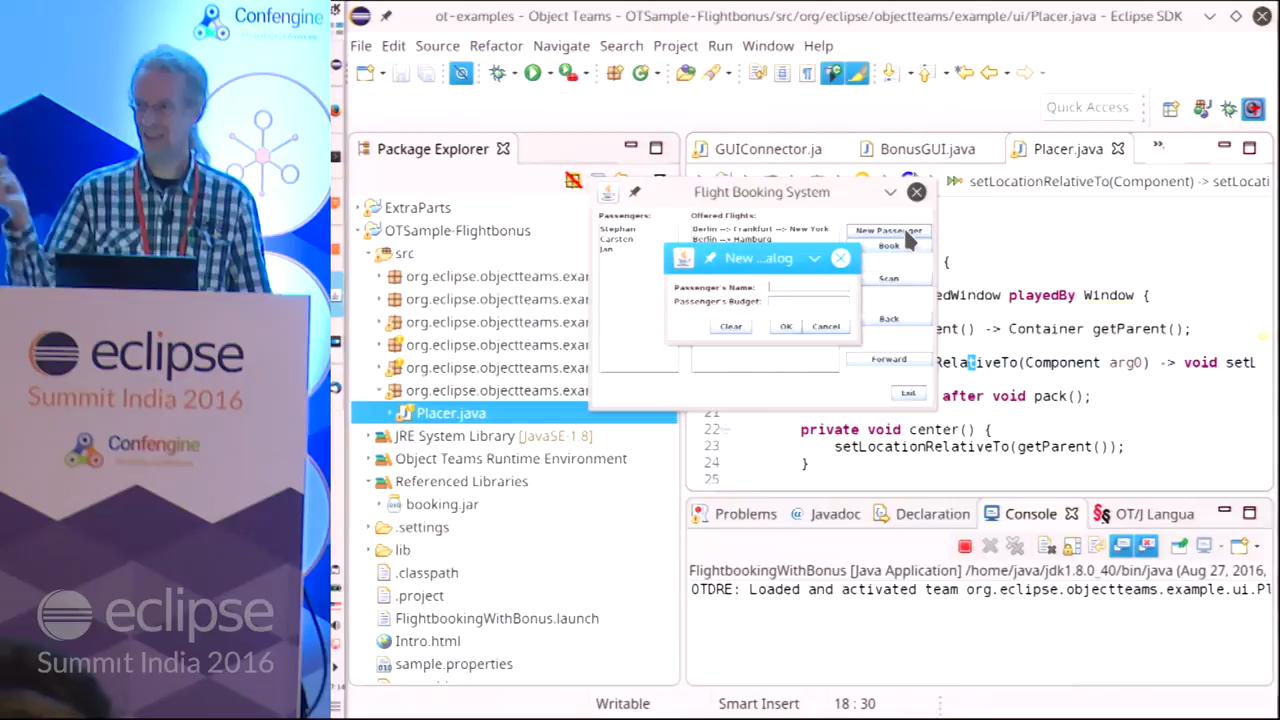 Confengine
eclipse
Summit India 2016
Confengine
eclipse
Summit India 2016
ot-examples - Object Teams - OTSample-Flightbonus/src/org/eclipse/objectteams/example/ui/Placer.java - Eclipse SDK
File Edit Source Refactor Navigate Search Project Run Window Help
Quick Access
Package Explorer
ExtraParts
OTSample-Flightbonus
src
org.eclipse.objectteams.exar
org.eclipse.objectteams.exar
org.eclipse.objectteams.exar
org.eclipse.objectteams.exar
org.eclipse.objectteams.exar
org.eclipse.objectteams.exar
Placer.java
JRE System Library [JavaSE-1.8]
Object Teams Runtime Environment
Referenced Libraries
booking.jar
.settings
lib
.classpath
.project
FlightbookingWithBonus.launch
Intro.html
sample.properties
GUIConnector.ja BonusGUI.java Placer.java
setLocationRelativeTo(Component) -> setLocati
{
edWindow playedBy Window {
ent() -> Container getParent();
RelativeTo(Component arg0) -> void setL
after void pack();
21
22 private void center() {
23 setLocationRelativeTo(getParent());
24 }
25
Flight Booking System
Passengers:
Stephan
Carsten
Jan
Offered Flights:
Berlin --> Frankfurt --> New York
Berlin --> Hamburg
New Passenger
Book
Scan
Back
Forward
Exit
New ...alog
Passenger's Name:
Passenger's Budget:
Clear OK Cancel
Problems Javadoc Declaration Console OT/J Langua
FlightbookingWithBonus [Java Application] /home/java/jdk1.8.0_40/bin/java (Aug 27, 2016,
OTDRE: Loaded and activated team org.eclipse.objectteams.example.ui.Pl
Writable Smart Insert 18 : 30